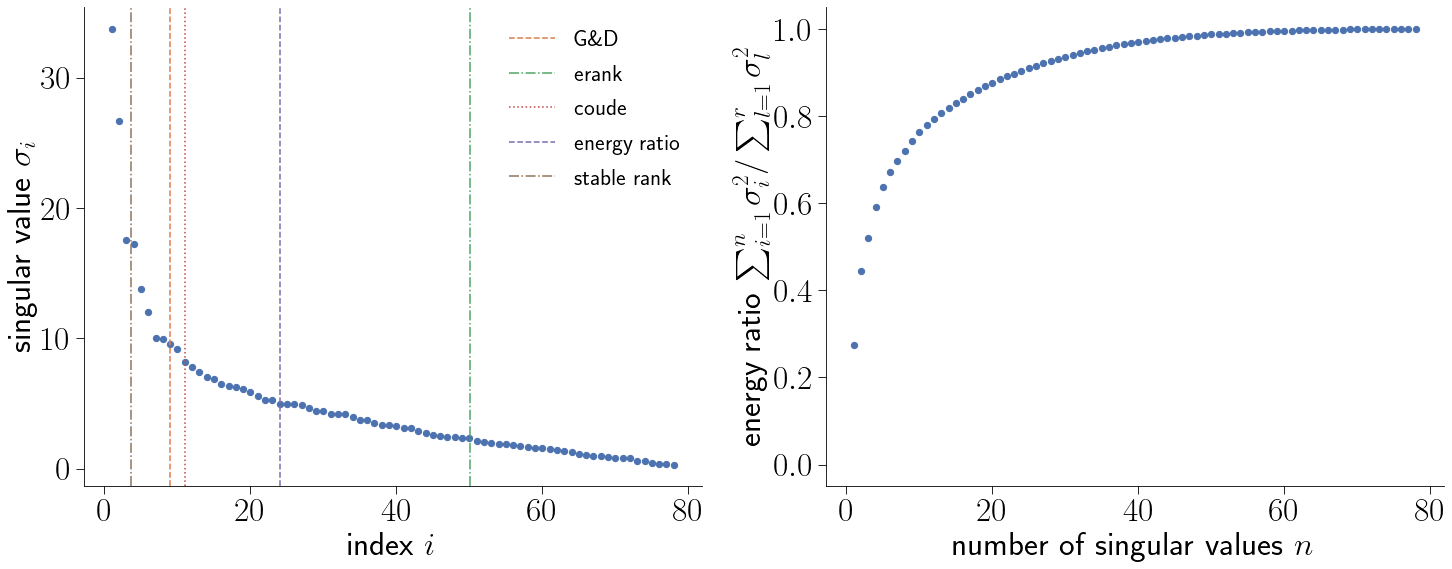 singular value σ_i
30
20
10
0
0 20 40 60 80
index i
G&D
erank
coude
energy ratio
stable rank
energy ratio ∑_{i=1}^{n} σ_i^2 / ∑_{l=1}^{r} σ_l^2
1.0
0.8
0.6
0.4
0.2
0.0
0 20 40 60 80
number of singular values n